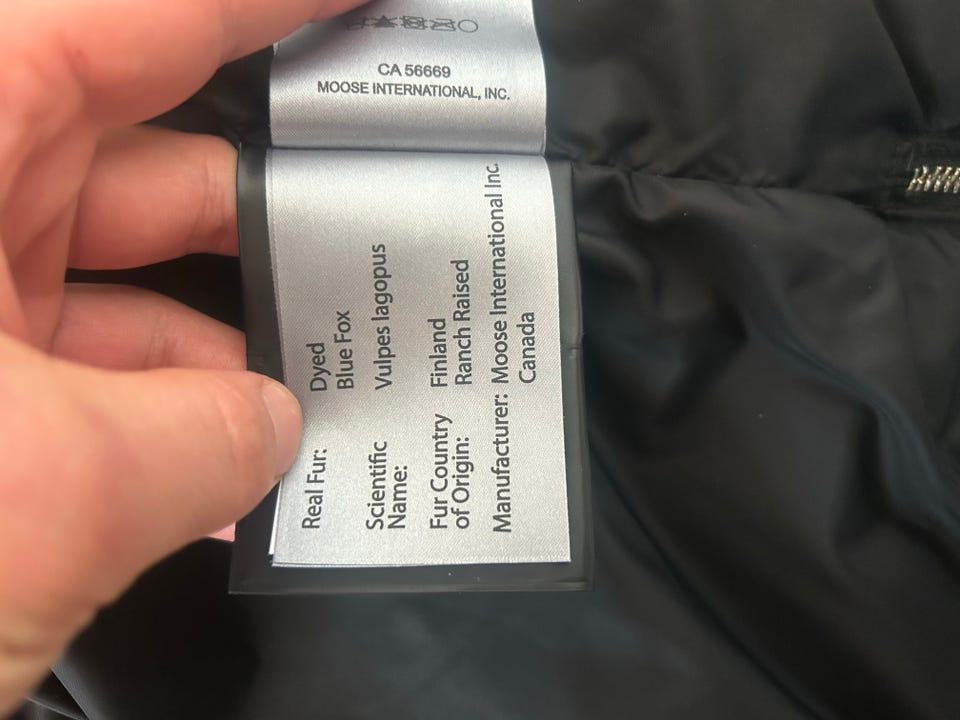 CA 56669
MOOSE INTERNATIONAL, INC.
Real Fur: Dyed
Blue Fox
Scientific Vulpes lagopus
Name:
Fur Country Finland
of Origin: Ranch Raised
Manufacturer: Moose International Inc.
Canada